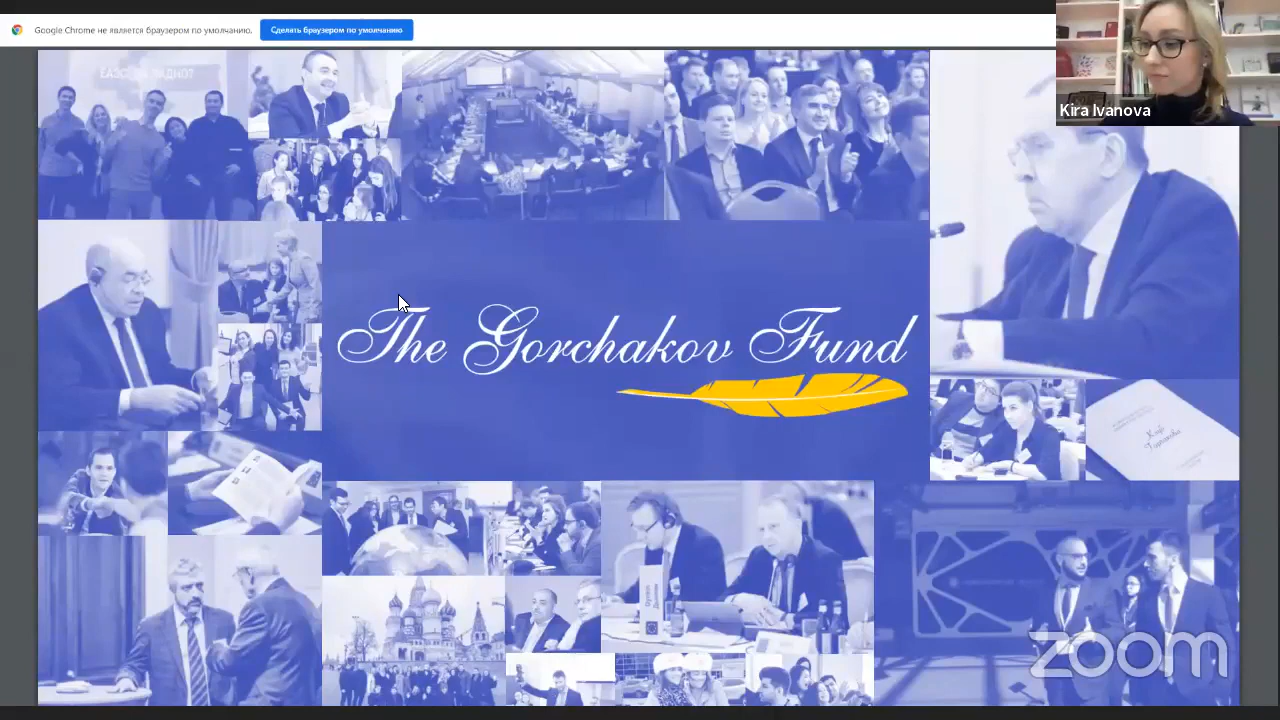 Google Chrome не является браузером по умолчанию.
Сделать браузером по умолчанию
Kira Ivanova
The Gorchakov Fund
zoom